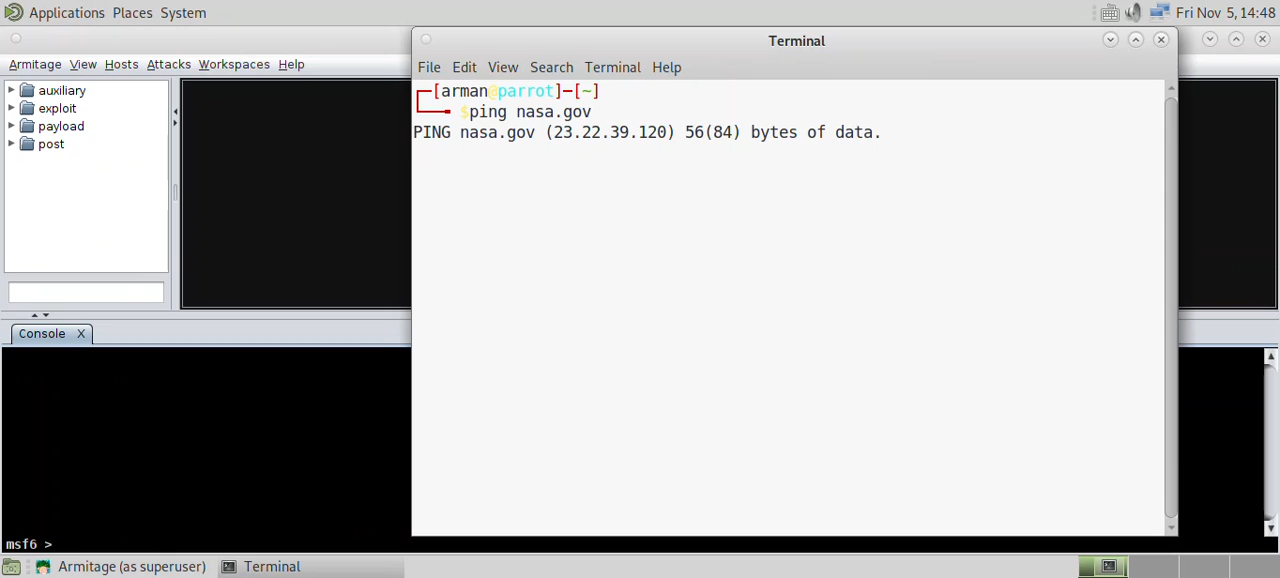 Applications Places System
Fri Nov 5, 14:48
Armitage View Hosts Attacks Workspaces Help
auxiliary
exploit
payload
post
Console X
msf6 >
Terminal
File Edit View Search Terminal Help
[arman@parrot]─[~]
$ping nasa.gov
PING nasa.gov (23.22.39.120) 56(84) bytes of data.
Armitage (as superuser)
Terminal